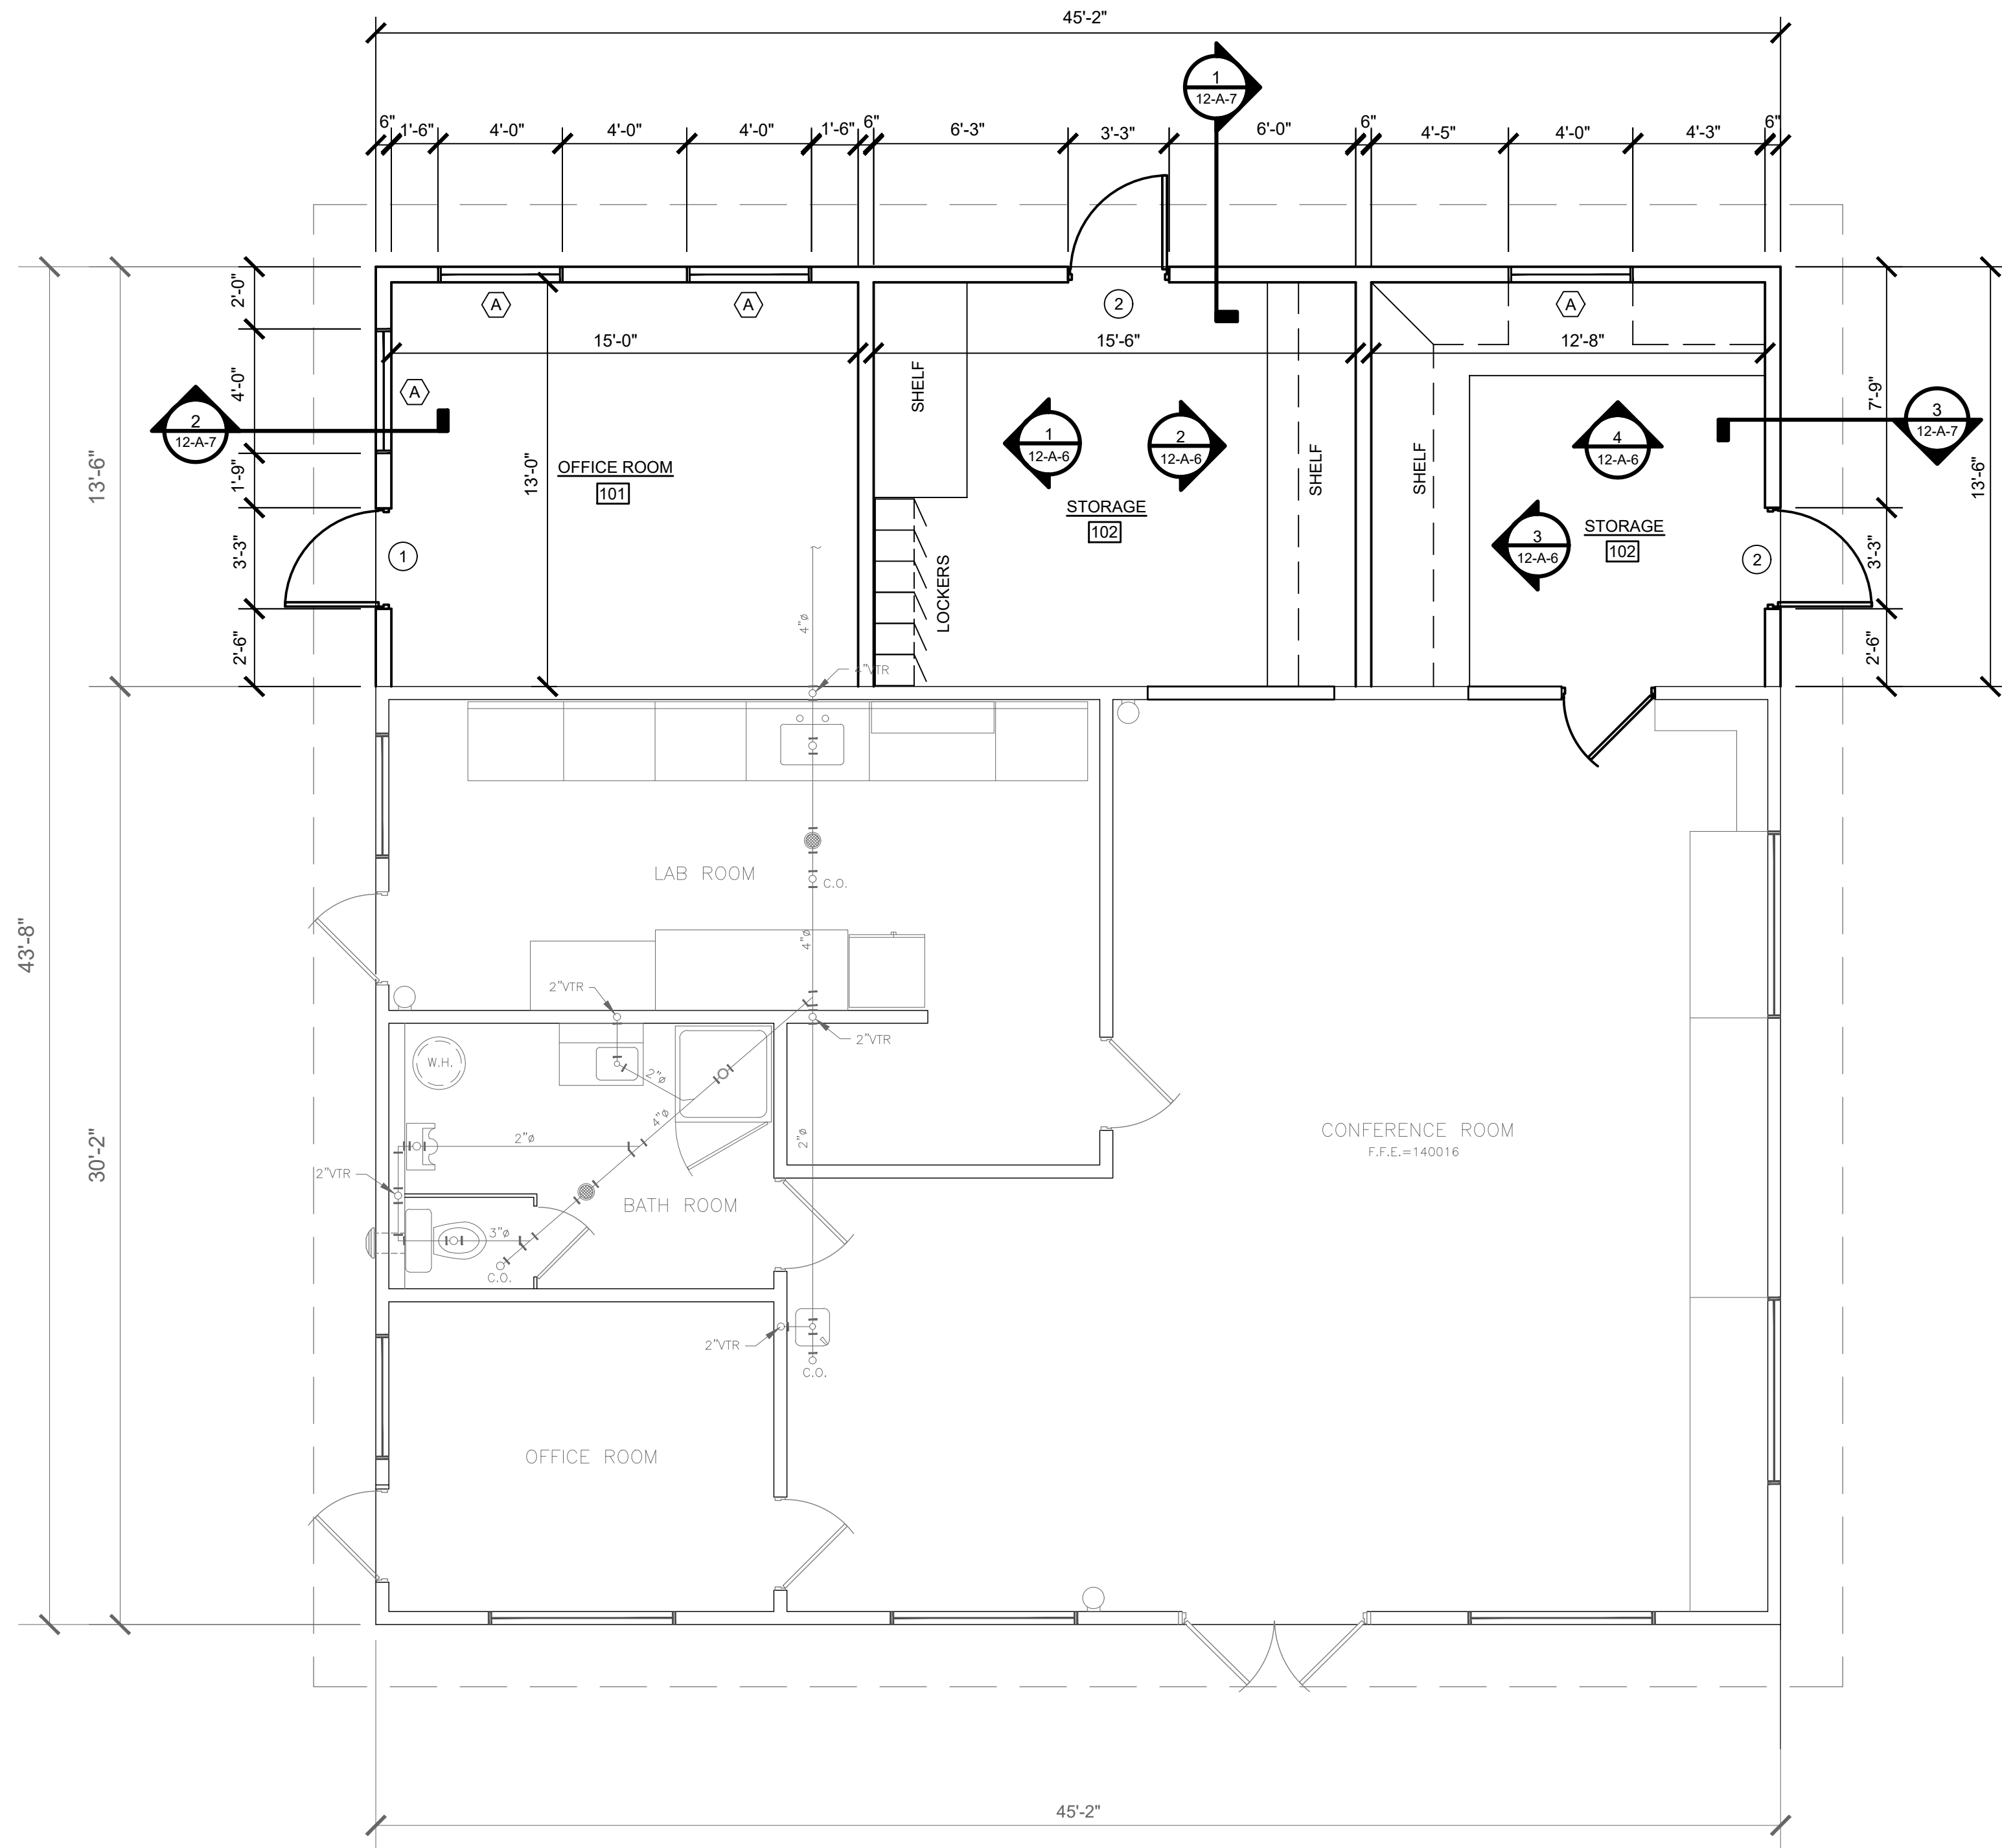 45'-2"
1
12-A-7
6"
1'-6"
4'-0"
4'-0"
4'-0"
1'-6"
6"
6'-3"
3'-3"
6'-0"
6"
4'-5"
4'-0"
4'-3"
6"
2'-0"
4'-0"
1'-9"
3'-3"
2'-6"
13'-6"
43'-8"
30'-2"
A
A
2
A
15'-0"
15'-6"
12'-8"
A
2
12-A-7
SHELF
1
12-A-6
2
12-A-6
SHELF
SHELF
4
12-A-6
3
12-A-7
7'-9"
3'-3"
2'-6"
13'-6"
13'-0"
OFFICE ROOM
101
STORAGE
102
3
12-A-6
STORAGE
102
1
2
LOCKERS
4"ø
4"VTR
LAB ROOM
C.O.
4"ø
2"VTR
2"VTR
W.H.
2"ø
4"ø
2"ø
2"ø
2"VTR
BATH ROOM
3"ø
C.O.
CONFERENCE ROOM
F.F.E.=140016
2"VTR
C.O.
OFFICE ROOM
45'-2"